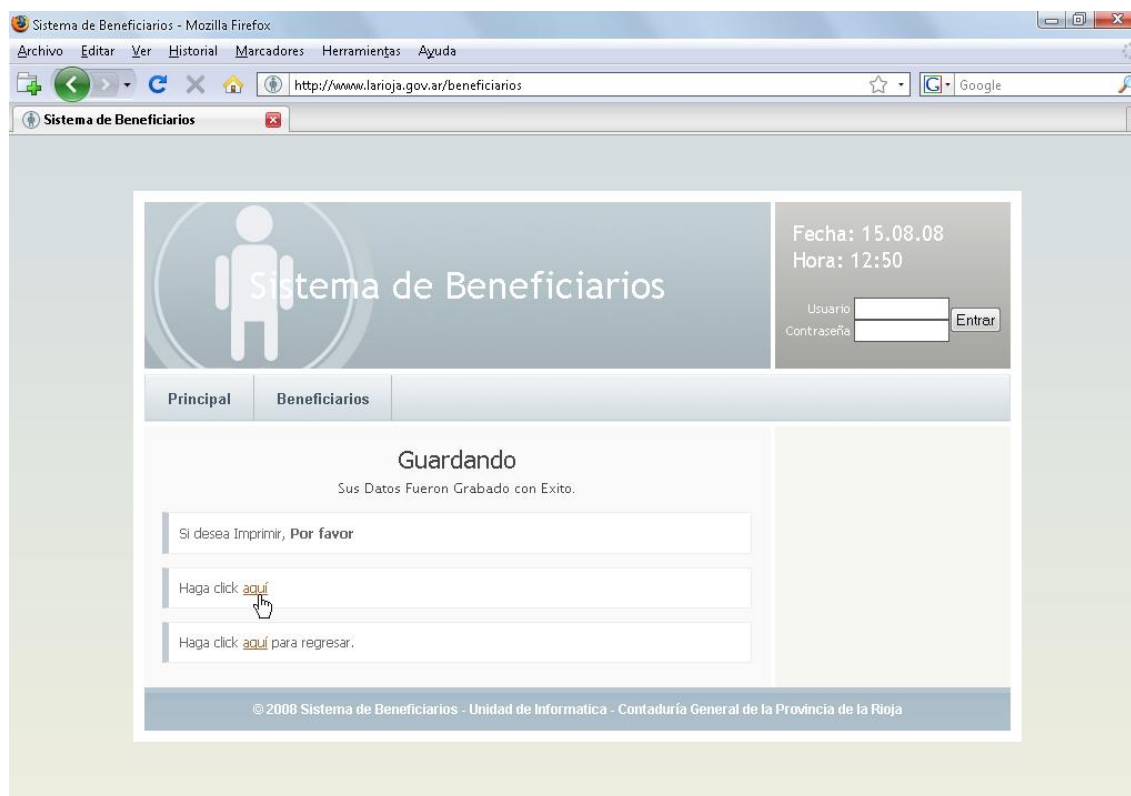 Sistema de Beneficiarios - Mozilla Firefox
Archivo Editar Ver Historial Marcadores Herramientas Ayuda
http://www.larioja.gov.ar/beneficiarios
G Google
Sistema de Beneficiarios
Sistema de Beneficiarios
Fecha: 15.08.08
Hora: 12:50
Usuario
Contraseña
Entrar
Principal Beneficiarios
Guardando
Sus Datos Fueron Grabado con Exito.
Si desea Imprimir, Por favor
Haga click aquí
Haga click aquí para regresar.
© 2008 Sistema de Beneficiarios - Unidad de Informatica - Contaduría General de la Provincia de la Rioja